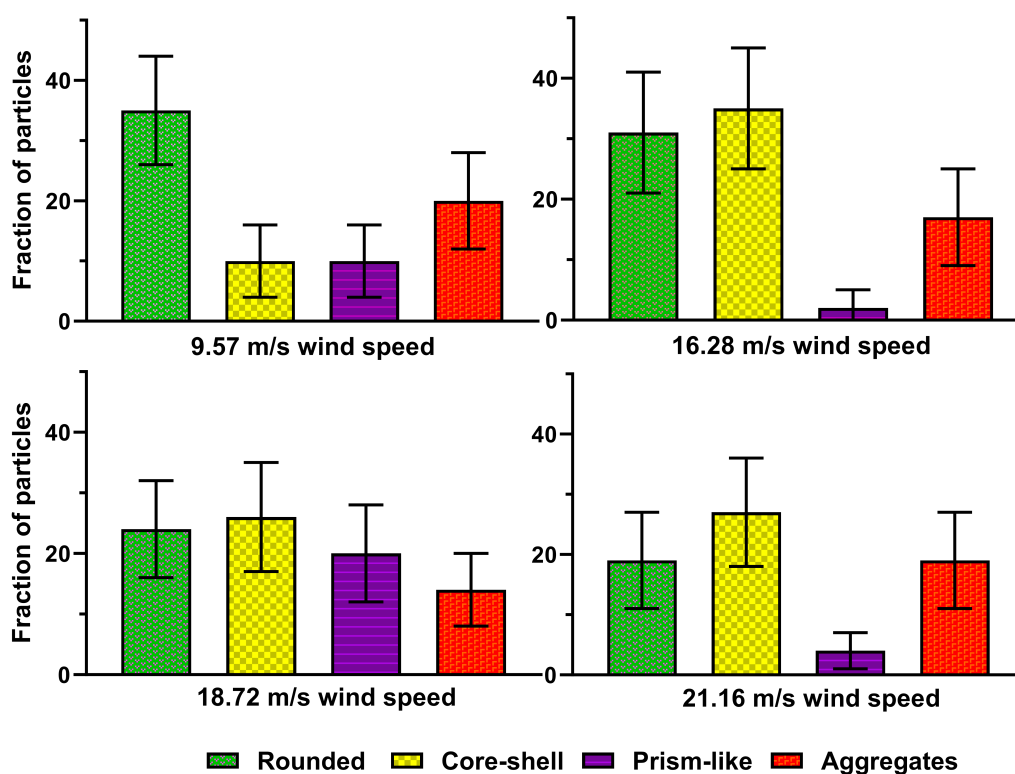 Fraction of particles
40
20
0
9.57 m/s wind speed
40
20
0
16.28 m/s wind speed
Fraction of particles
40
20
0
18.72 m/s wind speed
40
20
0
21.16 m/s wind speed
Rounded Core-shell Prism-like Aggregates